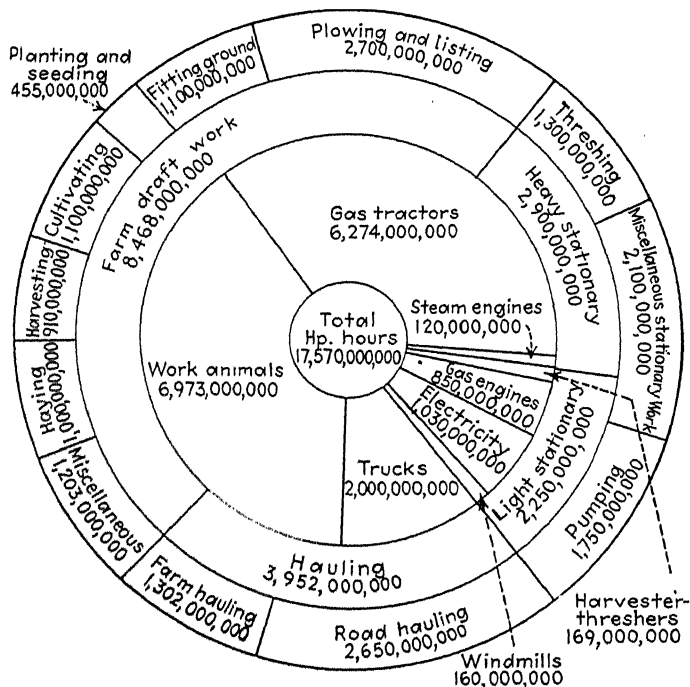 Plowing and listing
2,700,000,000
Fitting ground
1,100,000,000
Planting and
seeding
455,000,000
Threshing
1,300,000,000
Cultivating
1,100,000,000
Farm draft work
8,468,000,000
Heavy stationary
2,900,000,000
Miscellaneous stationary Work
2,100,000,000
Gas tractors
6,274,000,000
Harvesting
910,000,000
Steam engines
120,000,000
Total
Hp. hours
17,570,000,000
Work animals
6,973,000,000
Gas engines
850,000,000
Electricity
1,030,000,000
Haying
Light stationary
2,250,000,000
Trucks
2,000,000,000
Miscellaneous
1,203,000,000
Pumping
1,750,000,000
Hauling
3,952,000,000
Farm hauling
1,302,000,000
Road hauling
2,650,000,000
Harvester-
threshers
169,000,000
Windmills
160,000,000